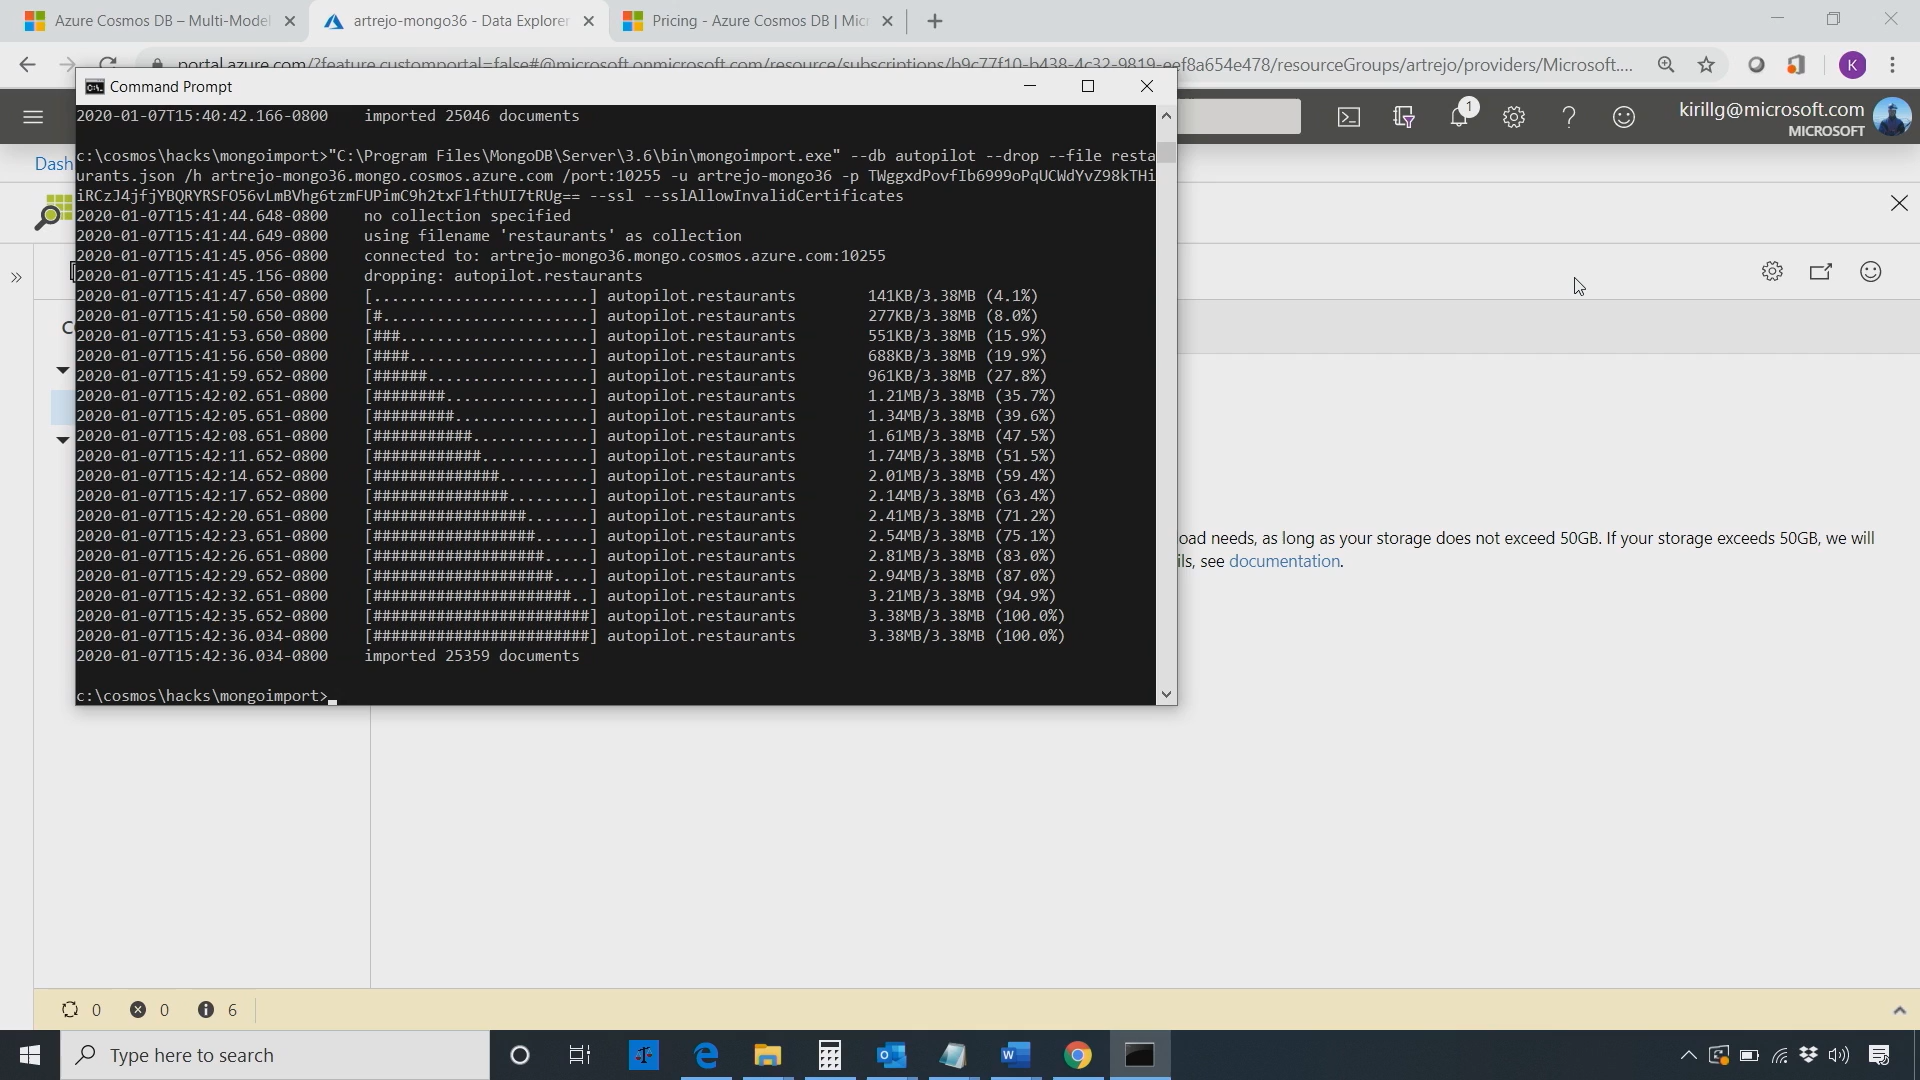 Azure Cosmos DB – Multi-Model
artrejo-mongo36 - Data Explorer
Pricing - Azure Cosmos DB | Micr
portal.azure.com/?feature.customportal=false#@microsoft.onmicrosoft.com/resource/subscriptions/b9c77f10-b438-4c32-9819-eef8a654e478/resourceGroups/artrejo/providers/Microsoft....
K
Command Prompt
1
kirillg@microsoft.com
MICROSOFT
Dash
2020-01-07T15:40:42.166-0800 imported 25046 documents
c:\cosmos\hacks\mongoimport>"C:\Program Files\MongoDB\Server\3.6\bin\mongoimport.exe" --db autopilot --drop --file resta
urants.json /h artrejo-mongo36.mongo.cosmos.azure.com /port:10255 -u artrejo-mongo36 -p TWggxdPovfIb6999oPqUCWdYvZ98kTHi
iRCzJ4jfjYBQRYRSFO56vLmBVhg6tzmFUPimC9h2txFlfthUI7tRUg== --ssl --sslAllowInvalidCertificates
2020-01-07T15:41:44.648-0800 no collection specified
2020-01-07T15:41:44.649-0800 using filename 'restaurants' as collection
2020-01-07T15:41:45.056-0800 connected to: artrejo-mongo36.mongo.cosmos.azure.com:10255
2020-01-07T15:41:45.156-0800 dropping: autopilot.restaurants
2020-01-07T15:41:47.650-0800 [........................] autopilot.restaurants 141KB/3.38MB (4.1%)
2020-01-07T15:41:50.650-0800 [#.......................] autopilot.restaurants 277KB/3.38MB (8.0%)
2020-01-07T15:41:53.650-0800 [###.....................] autopilot.restaurants 551KB/3.38MB (15.9%)
2020-01-07T15:41:56.650-0800 [####....................] autopilot.restaurants 688KB/3.38MB (19.9%)
2020-01-07T15:41:59.652-0800 [######..................] autopilot.restaurants 961KB/3.38MB (27.8%)
2020-01-07T15:42:02.651-0800 [########................] autopilot.restaurants 1.21MB/3.38MB (35.7%)
2020-01-07T15:42:05.651-0800 [#########...............] autopilot.restaurants 1.34MB/3.38MB (39.6%)
2020-01-07T15:42:08.651-0800 [###########.............] autopilot.restaurants 1.61MB/3.38MB (47.5%)
2020-01-07T15:42:11.652-0800 [############............] autopilot.restaurants 1.74MB/3.38MB (51.5%)
2020-01-07T15:42:14.652-0800 [##############..........] autopilot.restaurants 2.01MB/3.38MB (59.4%)
2020-01-07T15:42:17.652-0800 [###############.........] autopilot.restaurants 2.14MB/3.38MB (63.4%)
2020-01-07T15:42:20.651-0800 [#################.......] autopilot.restaurants 2.41MB/3.38MB (71.2%)
2020-01-07T15:42:23.651-0800 [##################......] autopilot.restaurants 2.54MB/3.38MB (75.1%)
2020-01-07T15:42:26.651-0800 [###################.....] autopilot.restaurants 2.81MB/3.38MB (83.0%)
2020-01-07T15:42:29.652-0800 [####################....] autopilot.restaurants 2.94MB/3.38MB (87.0%)
2020-01-07T15:42:32.651-0800 [######################..] autopilot.restaurants 3.21MB/3.38MB (94.9%)
2020-01-07T15:42:35.652-0800 [########################] autopilot.restaurants 3.38MB/3.38MB (100.0%)
2020-01-07T15:42:36.034-0800 [########################] autopilot.restaurants 3.38MB/3.38MB (100.0%)
2020-01-07T15:42:36.034-0800 imported 25359 documents
c:\cosmos\hacks\mongoimport>_
oad needs, as long as your storage does not exceed 50GB. If your storage exceeds 50GB, we will
ils, see documentation.
0 0 6
Type here to search